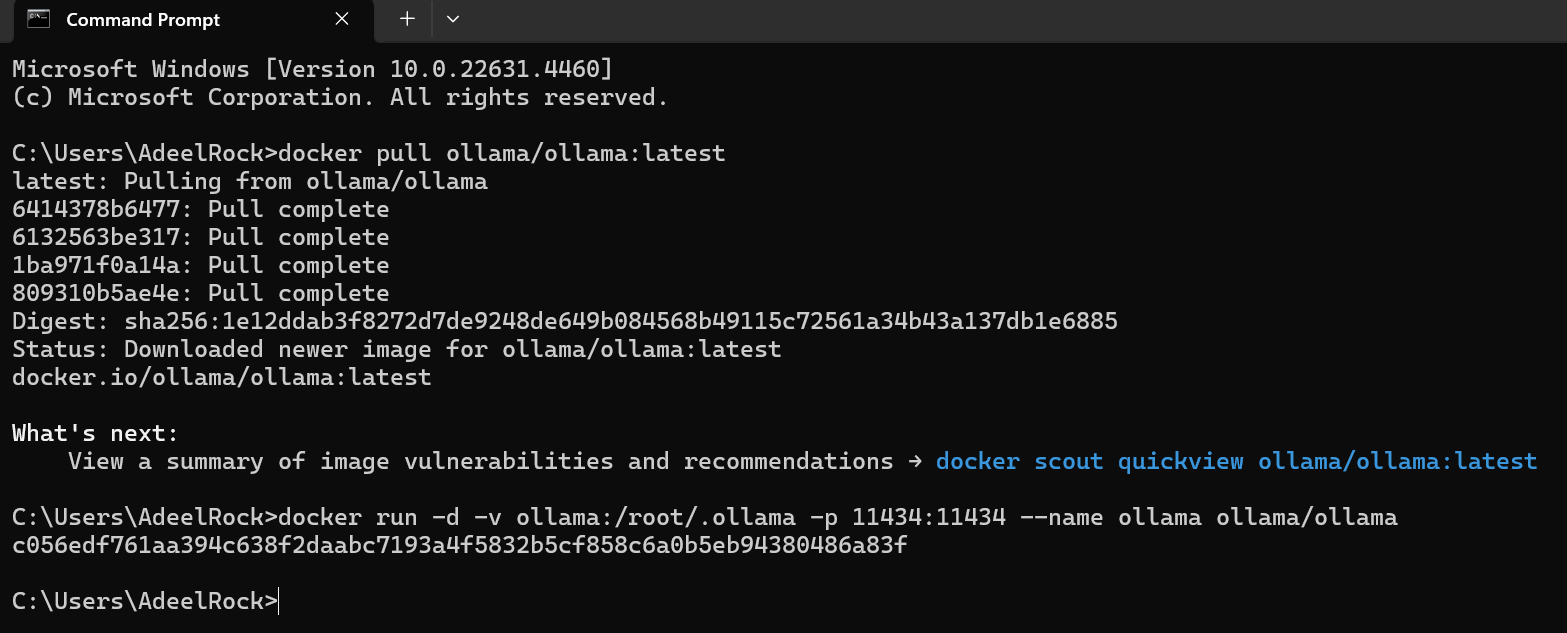 Command Prompt
Microsoft Windows [Version 10.0.22631.4460]
(c) Microsoft Corporation. All rights reserved.
C:\Users\AdeelRock>docker pull ollama/ollama:latest
latest: Pulling from ollama/ollama
6414378b6477: Pull complete
6132563be317: Pull complete
1ba971f0a14a: Pull complete
809310b5ae4e: Pull complete
Digest: sha256:1e12ddab3f8272d7de9248de649b084568b49115c72561a34b43a137db1e6885
Status: Downloaded newer image for ollama/ollama:latest
docker.io/ollama/ollama:latest
What's next:
View a summary of image vulnerabilities and recommendations → docker scout quickview ollama/ollama:latest
C:\Users\AdeelRock>docker run -d -v ollama:/root/.ollama -p 11434:11434 --name ollama ollama/ollama
c056edf761aa394c638f2daabc7193a4f5832b5cf858c6a0b5eb94380486a83f
C:\Users\AdeelRock>